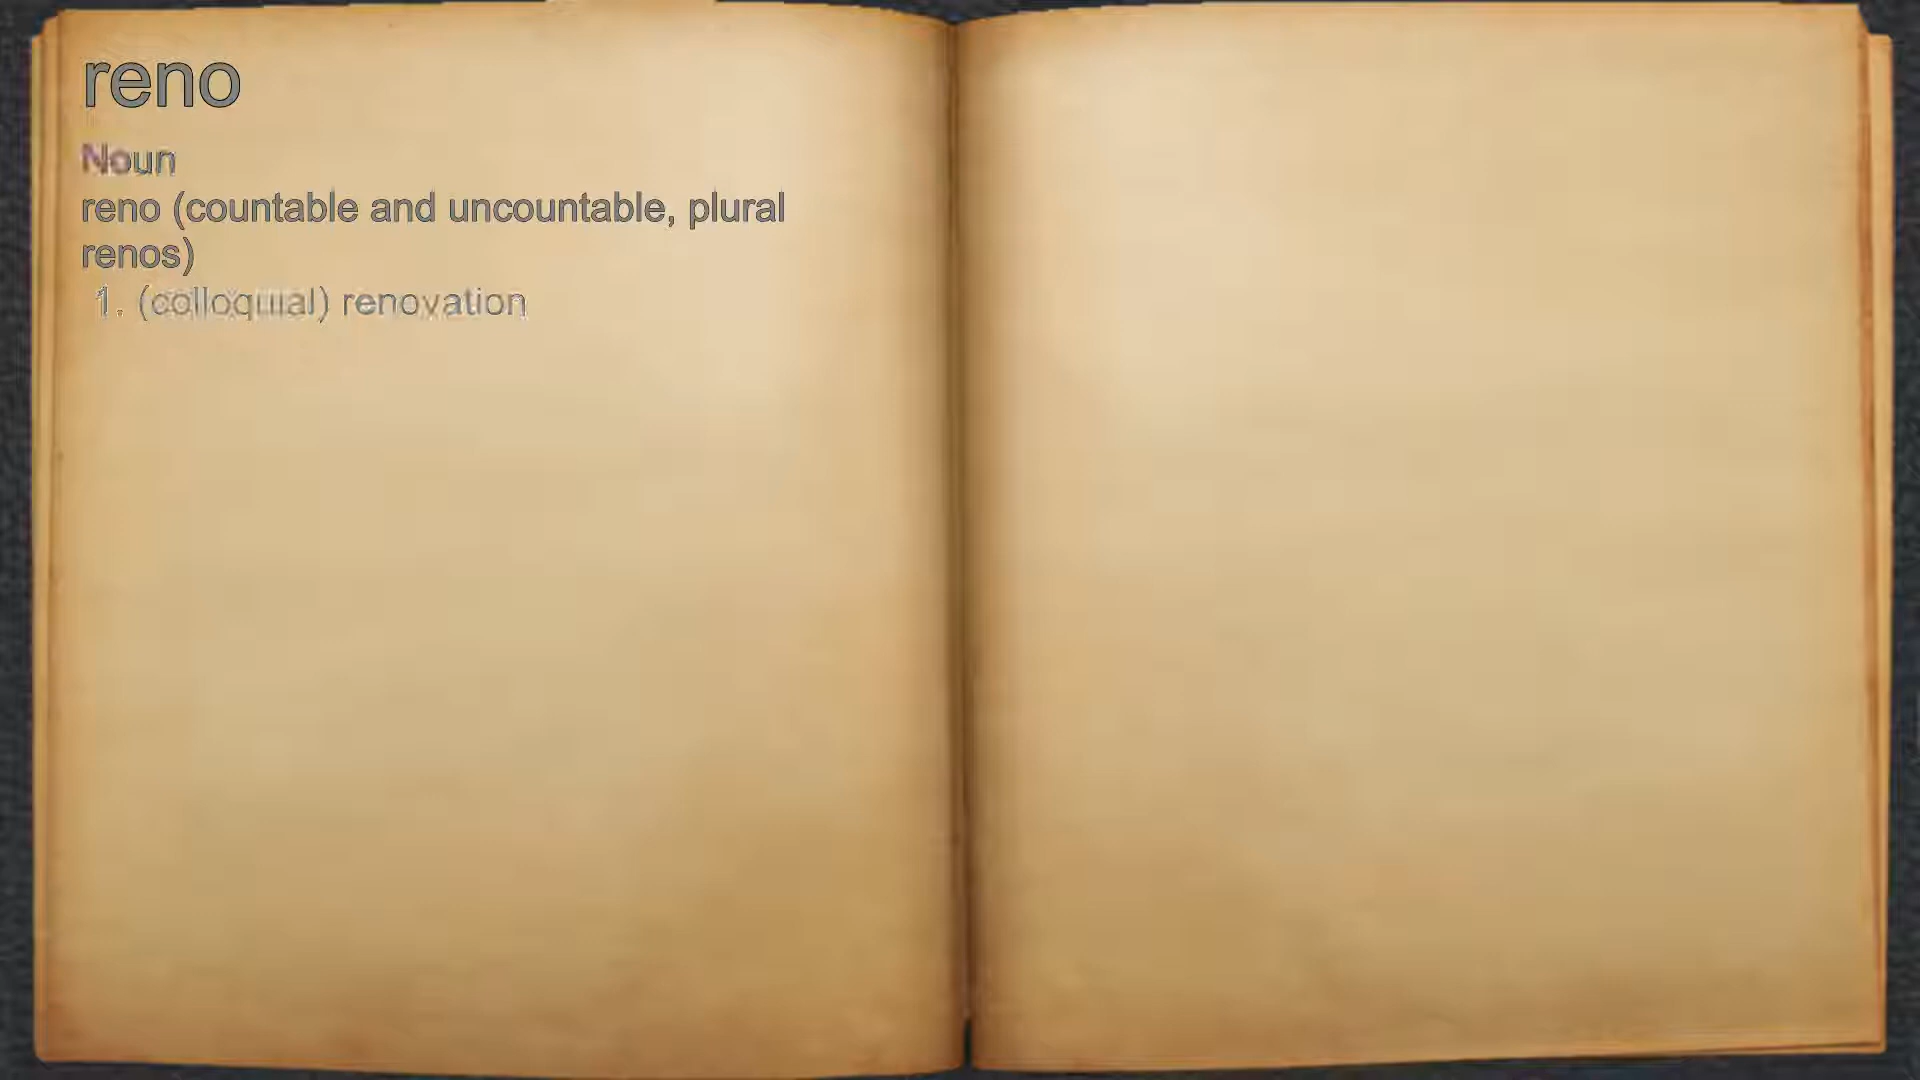 reno
Noun
reno (countable and uncountable, plural
renos)
1. (colloquial) renovation